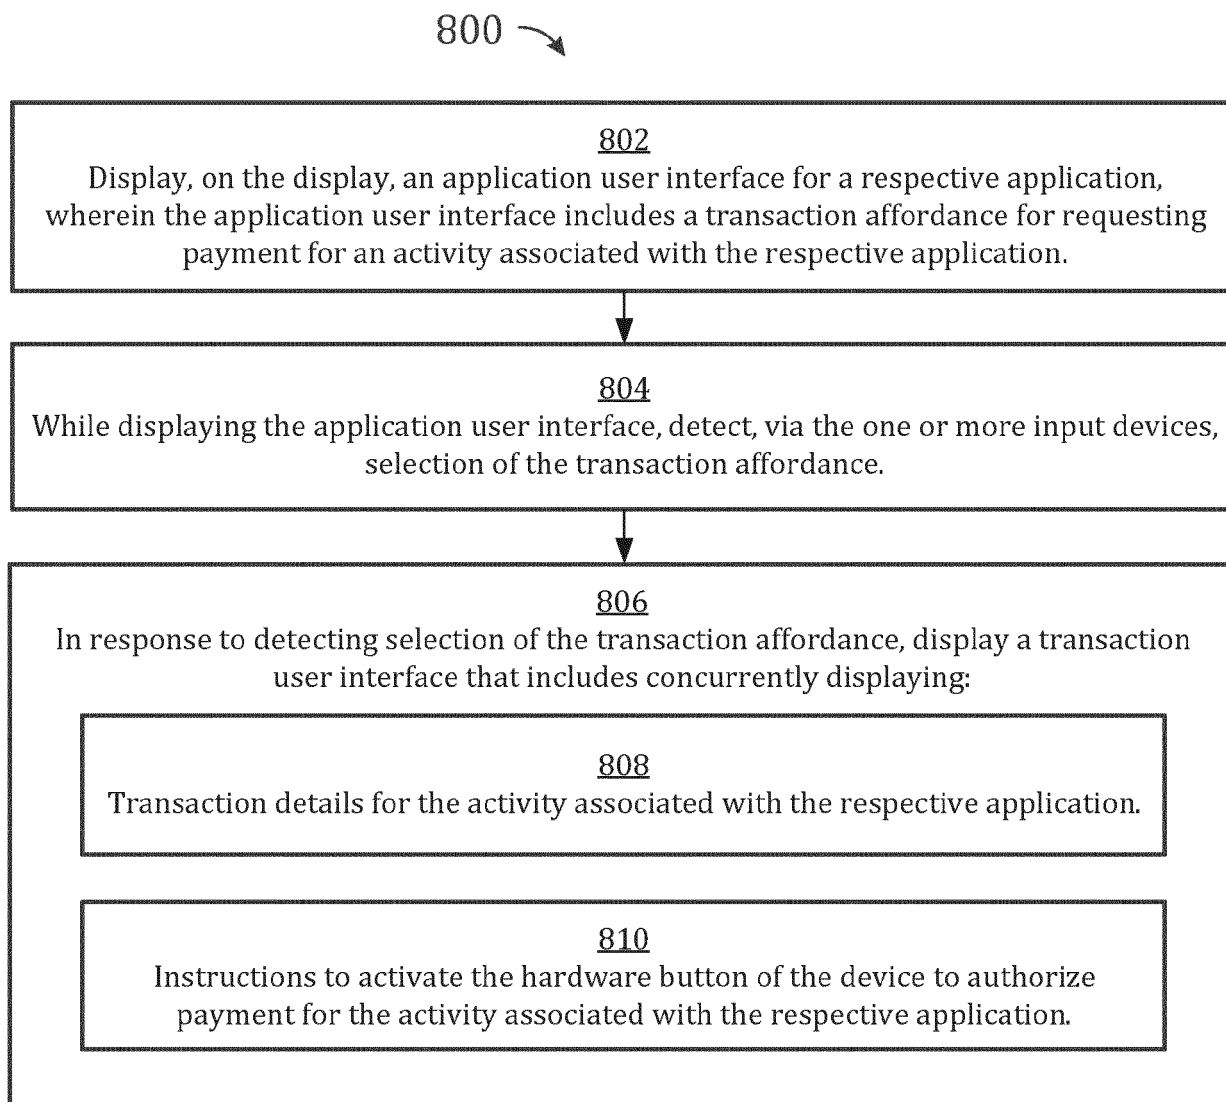 800
802
Display, on the display, an application user interface for a respective application,
wherein the application user interface includes a transaction affordance for requesting
payment for an activity associated with the respective application.
804
While displaying the application user interface, detect, via the one or more input devices,
selection of the transaction affordance.
806
In response to detecting selection of the transaction affordance, display a transaction
user interface that includes concurrently displaying:
808
Transaction details for the activity associated with the respective application.
810
Instructions to activate the hardware button of the device to authorize
payment for the activity associated with the respective application.